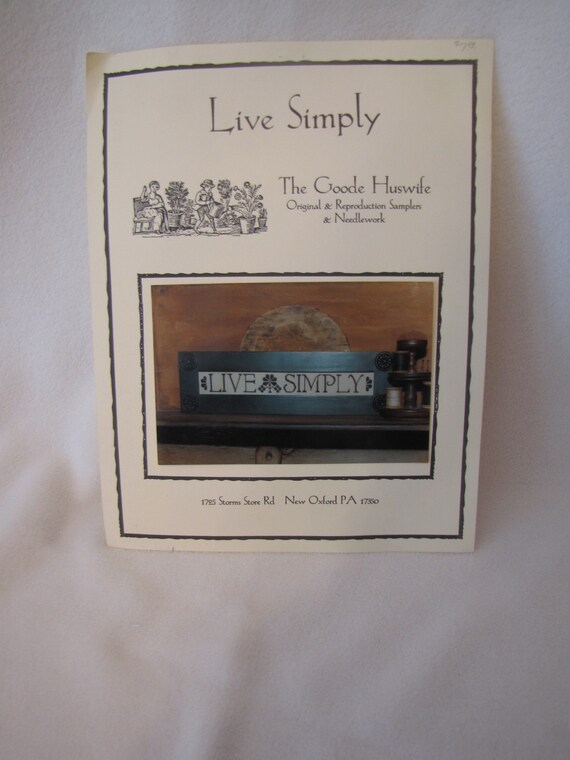 Live Simply
The Goode Huswife
Original & Reproduction Samplers
& Needlework
LIVE SIMPLY
1725 Storms Store Rd New Oxford PA 17350